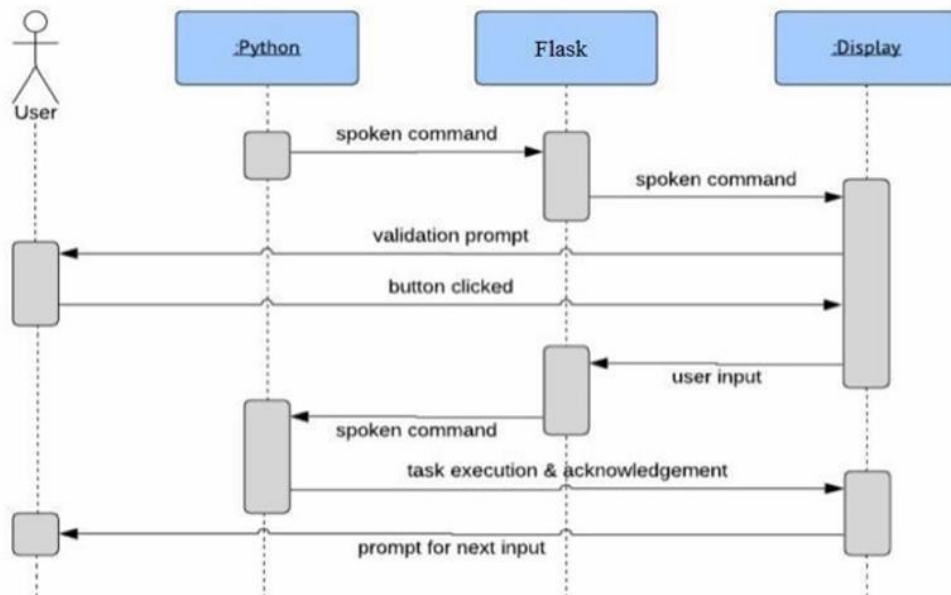 :Python
Flask
:Display
User
spoken command
spoken command
validation prompt
button clicked
user input
spoken command
task execution & acknowledgement
prompt for next input